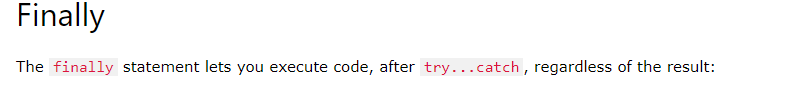 Finally
The finally statement lets you execute code, after try...catch, regardless of the result: